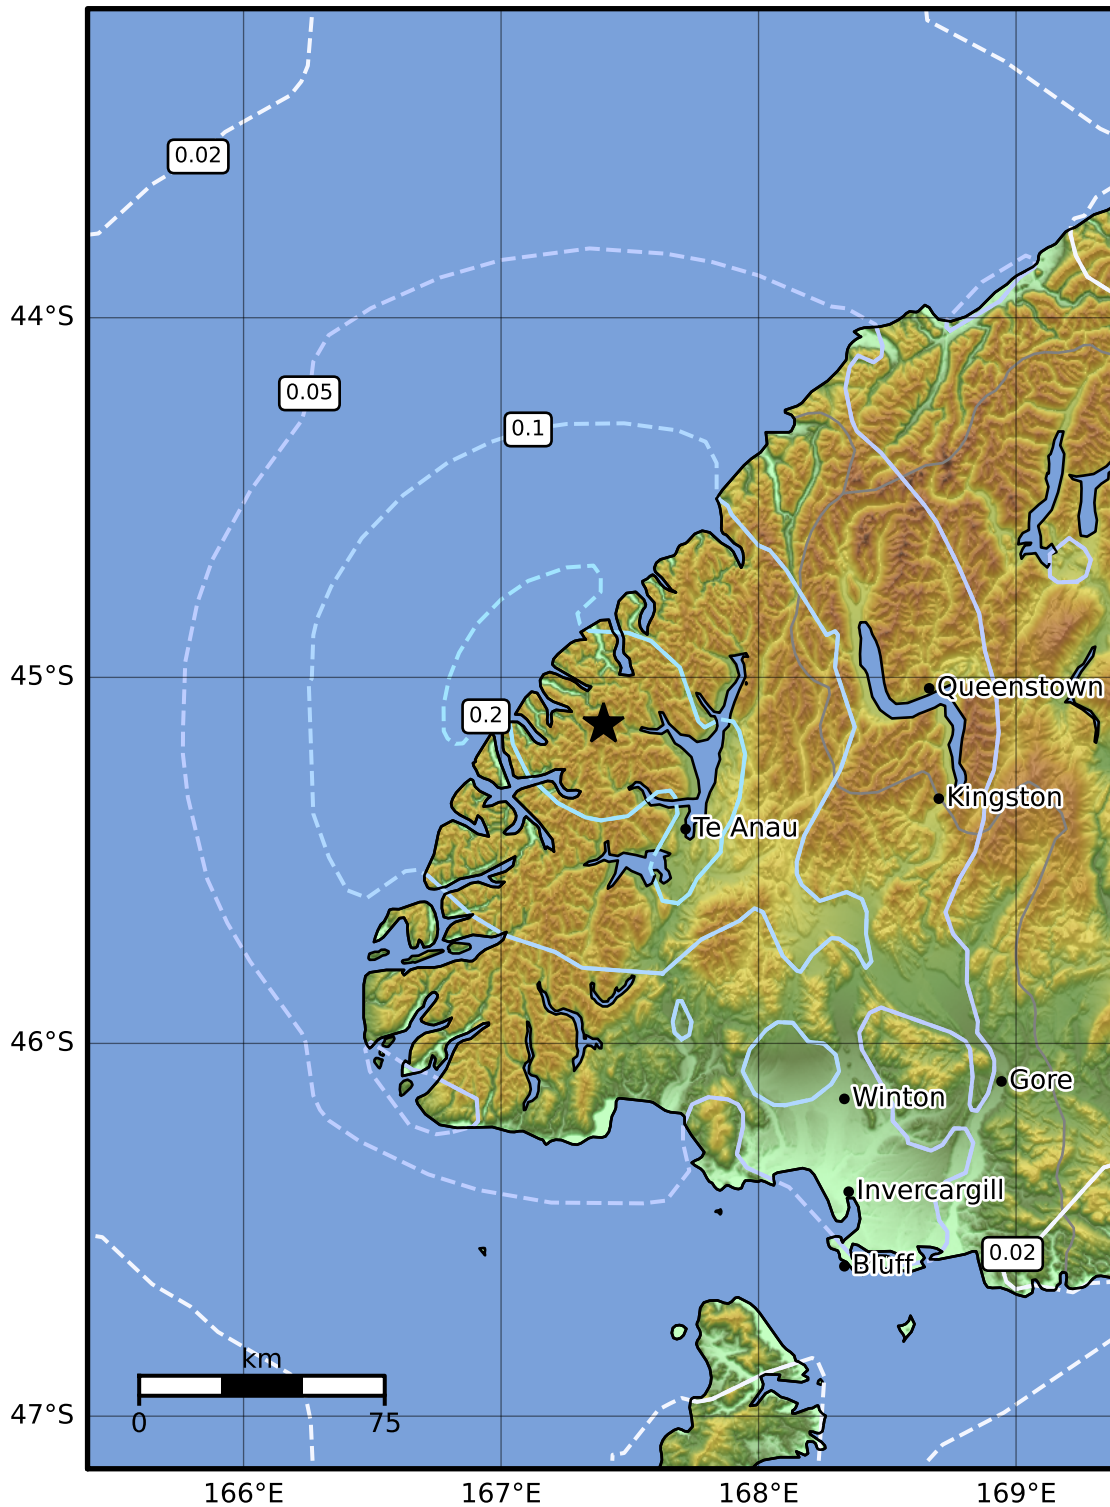 0.02
44°S
0.05
0.1
45°S
Queenstown
0.2
Kingston
Te Anau
46°S
Gore
Winton
Invercargill
0.02
Bluff
km
0
75
47°S
166°E
167°E
168°E
169°E